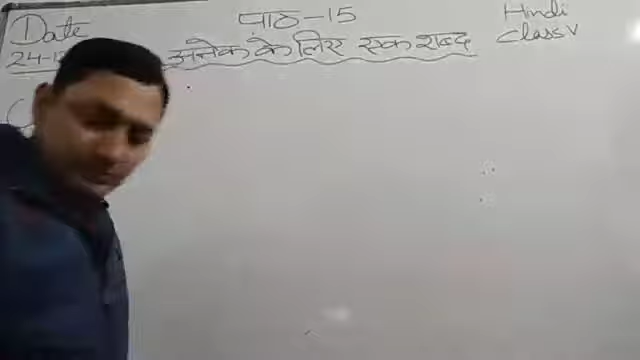 Date
24-1
पाठ-15
अनेक के लिए एक शब्द
Hindi
Class V